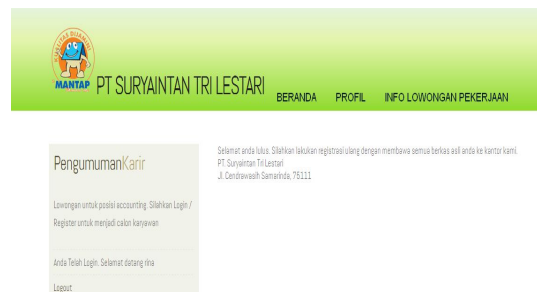 MANTAP
PT SURYAINTAN TRI LESTARI
BERANDA PROFIL INFO LOWONGAN PEKERJAAN
PengumumanKarir
Lowongan untuk posisi accounting. Silahkan Login /
Register untuk menjadi calon karyawan
Anda Telah Login. Selamat datang rina
Logout
Selamat anda lulus. Silahkan lakukan registrasi ulang dengan membawa semua berkas asli anda ke kantor kami.
PT. Suryaintan Tri Lestari
Jl. Cendrawasih Samarinda, 75111